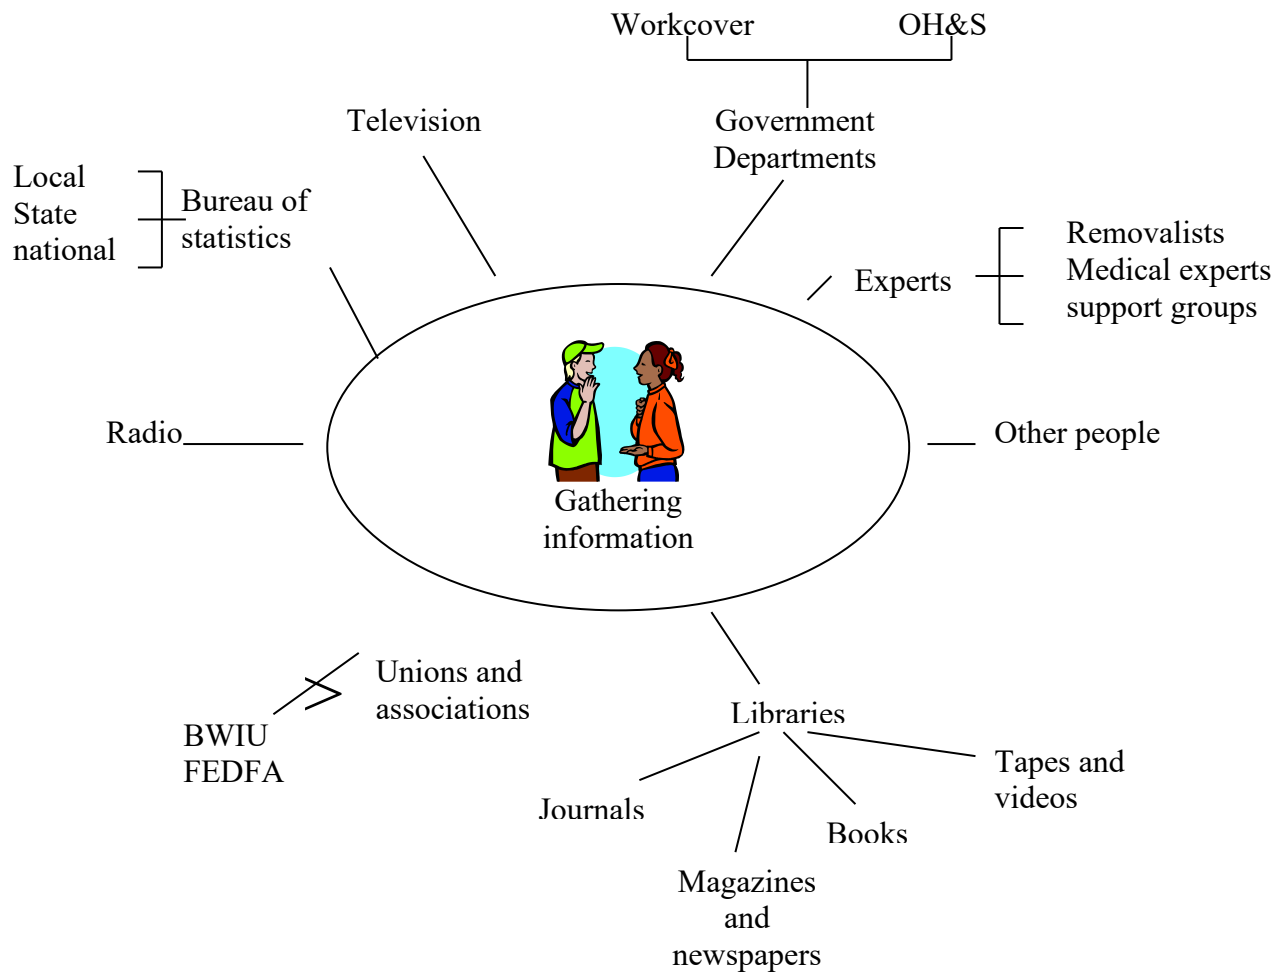 Workcover
OH&S
Television
Government
Departments
Local
State
national
Bureau of
statistics
Experts
Removalists
Medical experts
support groups
Radio
Other people
Gathering
information
Unions and
associations
BWIU
FEDFA
Libraries
Journals
Books
Tapes and
videos
Magazines
and
newspapers